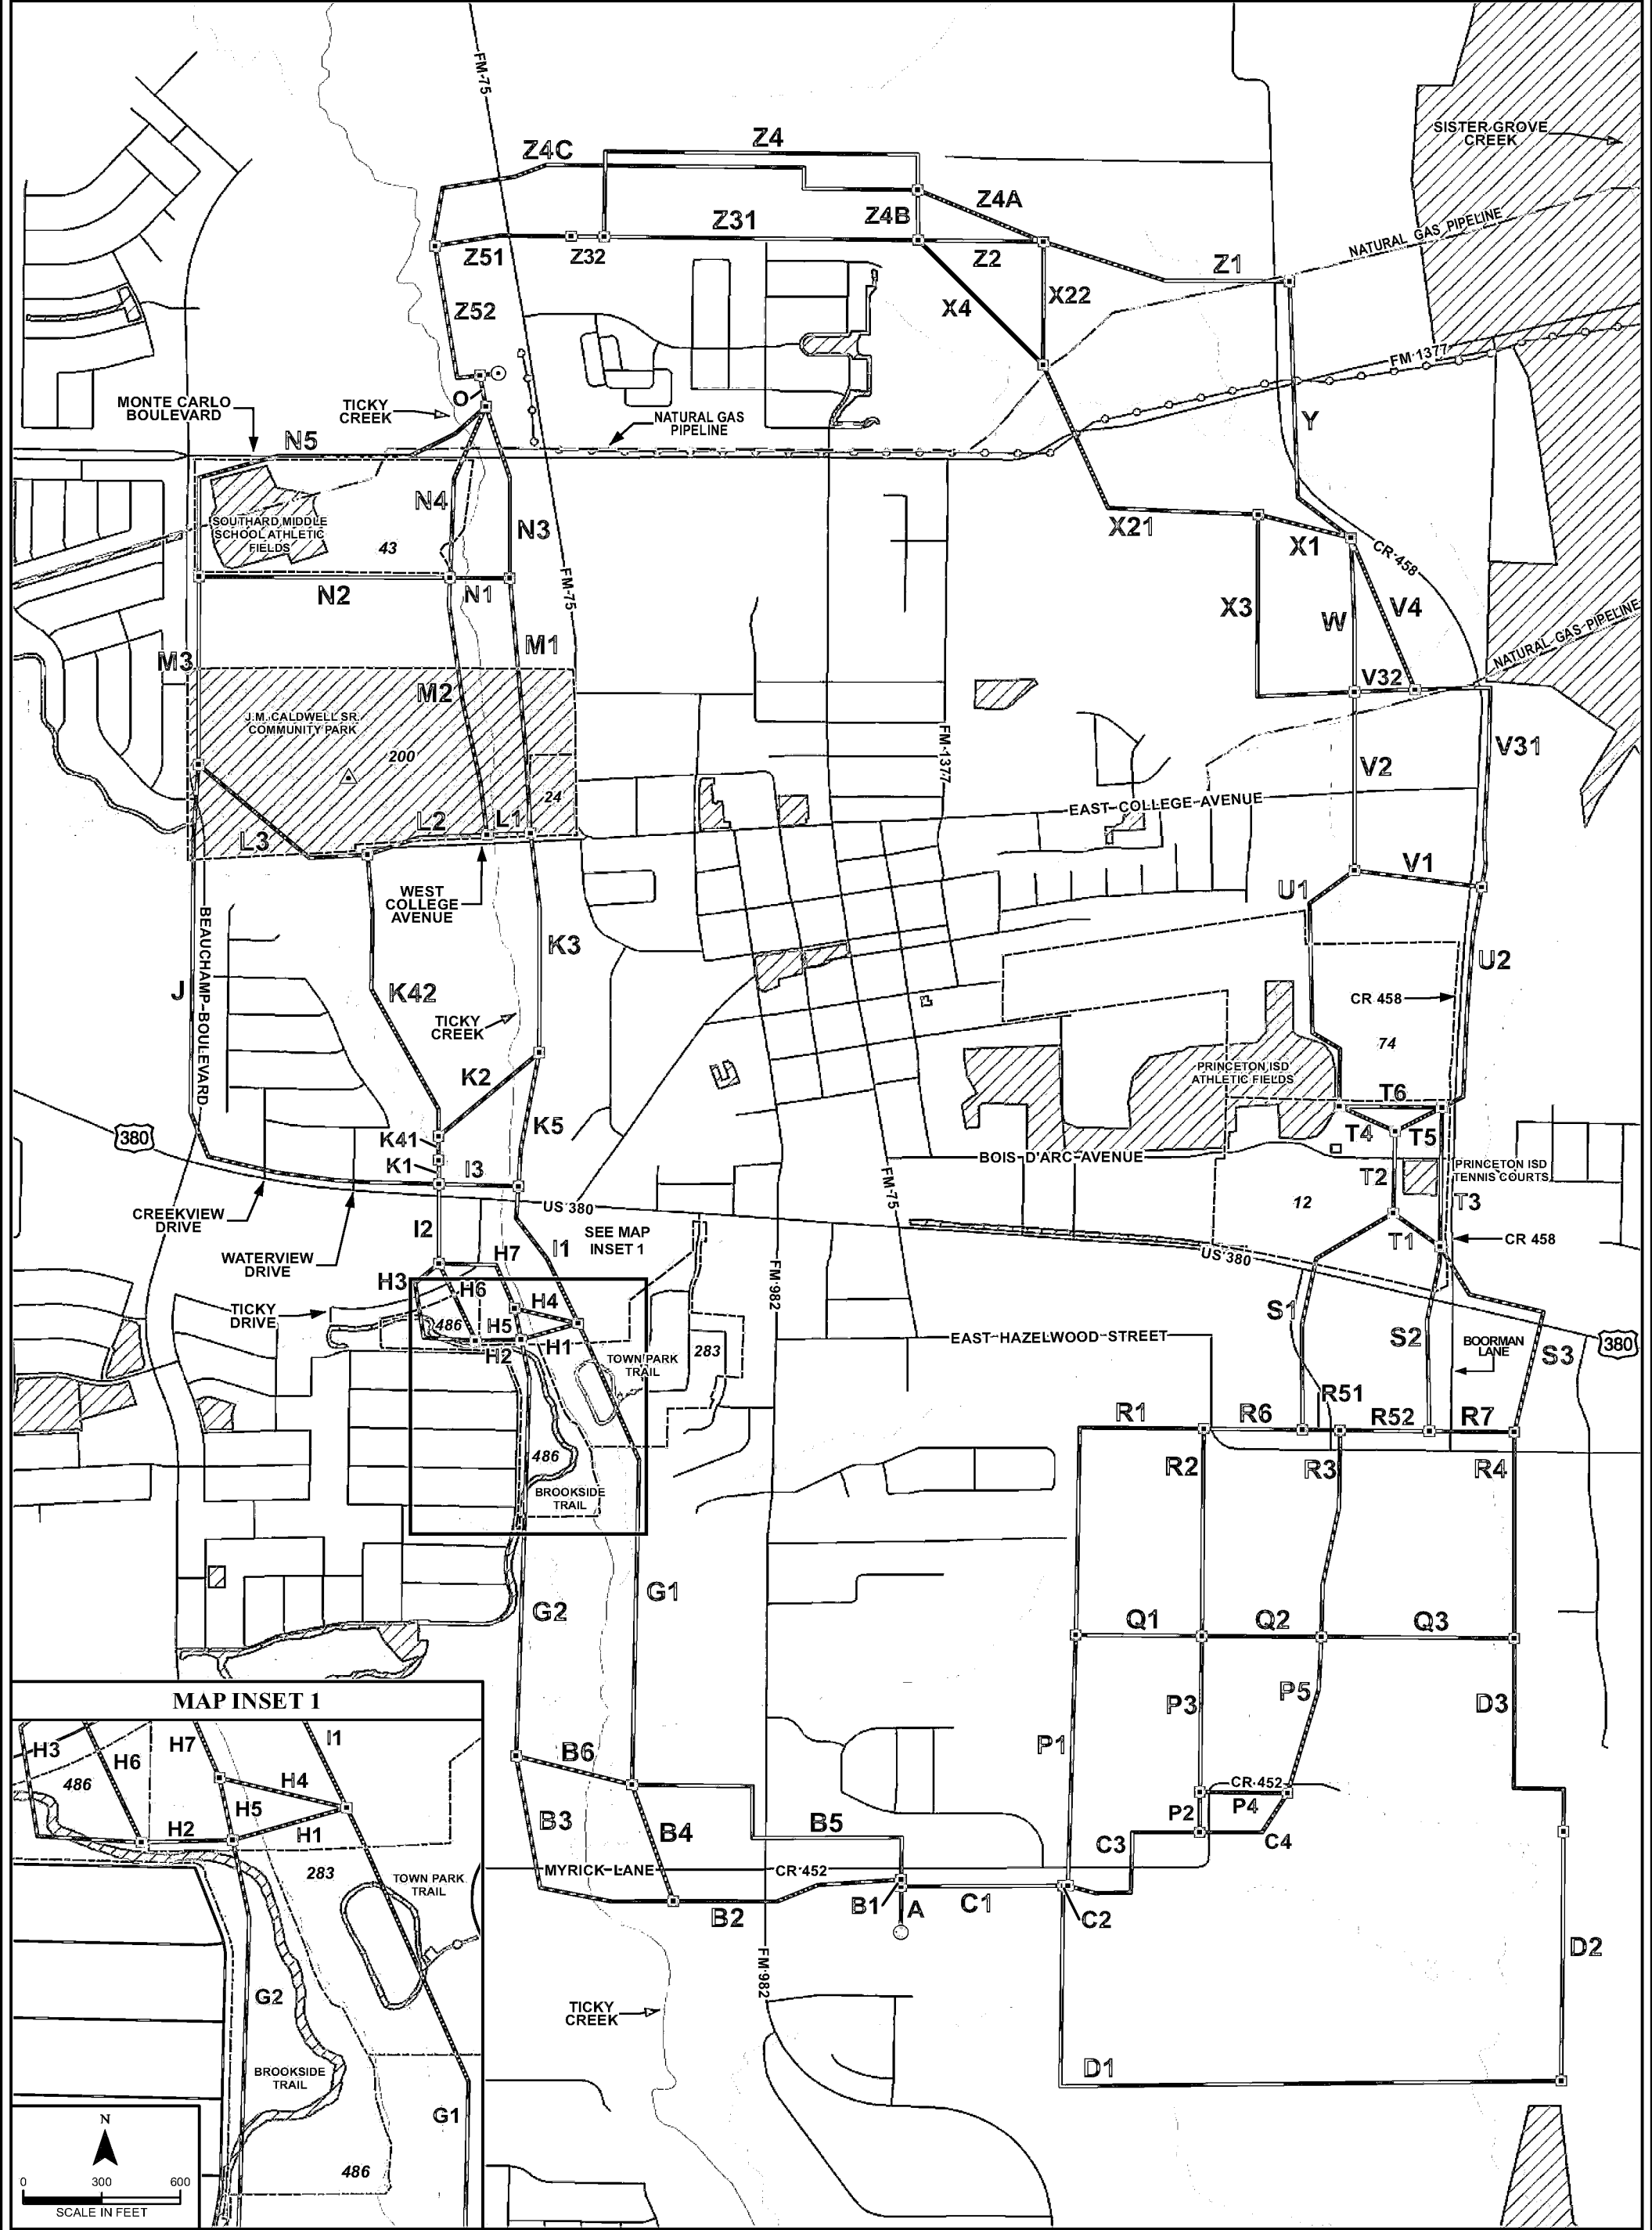 FM-75
SISTER GROVE
CREEK
Z4
Z4C
Z4A
Z4B
Z31
NATURAL GAS PIPELINE
Z51
Z32
Z2
Z1
Z52
X4
X22
FM 1377
MONTE CARLO
BOULEVARD
TICKY
CREEK
O
NATURAL GAS
PIPELINE
Y
N5
N4
SOUTHARD MIDDLE
SCHOOL ATHLETIC
FIELDS
43
N3
X21
X1
CR 458
N2
N1
FM-75
X3
W
V4
NATURAL GAS PIPELINE
M3
M1
M2
V32
J.M. CALDWELL SR.
COMMUNITY PARK
200
FM-1377
V31
V2
24
EAST COLLEGE AVENUE
L3
L2
L1
V1
WEST
COLLEGE
AVENUE
U1
BEAUCHAMP BOULEVARD
K3
U2
J
K42
CR 458
TICKY
CREEK
74
K2
PRINCETON ISD
ATHLETIC FIELDS
T6
380
K41
K5
T4
T5
K1
I3
BOIS D'ARC AVENUE
PRINCETON ISD
TENNIS COURTS
T2
FM-75
12
T3
CREEKVIEW
DRIVE
I2
US 380
SEE MAP
INSET 1
T1
CR 458
US 380
WATERVIEW
DRIVE
H7
I1
FM 982
H3
H6
TICKY
DRIVE
H4
486
H5
S1
S2
BOORMAN
LANE
380
EAST HAZELWOOD STREET
H2
H1
TOWN PARK
TRAIL
283
S3
R51
R1
R6
R52
R7
486
R2
R3
R4
BROOKSIDE
TRAIL
G1
G2
Q1
Q2
Q3
MAP INSET 1
P3
P5
D3
H3
H7
I1
H6
P1
B6
486
H4
CR 452
P2
P4
H5
B3
B4
B5
H2
H1
C3
C4
283
MYRICK LANE
CR 452
TOWN PARK
TRAIL
B2
B1
A
C1
C2
D2
G2
FM 982
TICKY
CREEK
BROOKSIDE
TRAIL
D1
G1
N
486
0
300
600
SCALE IN FEET